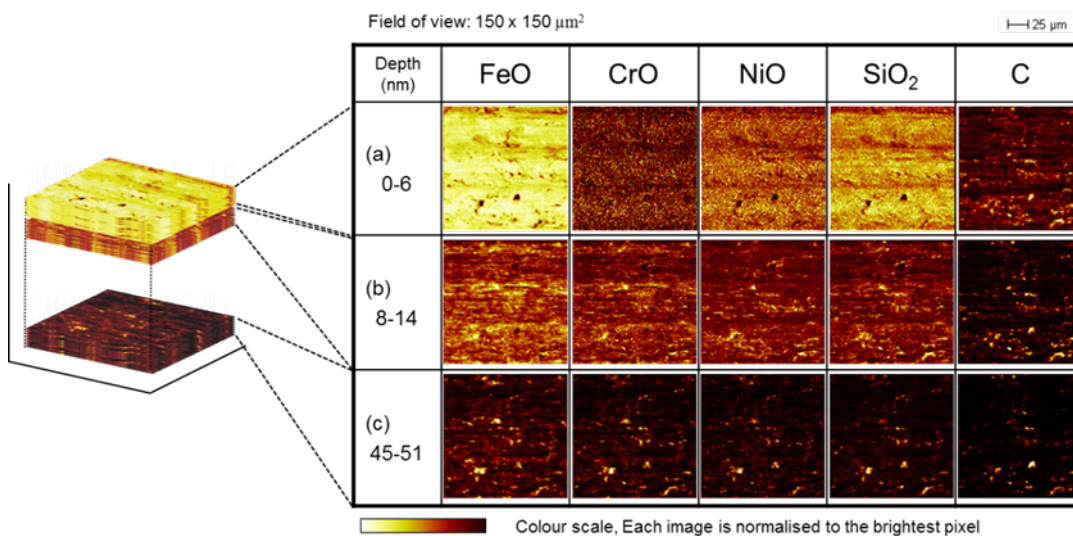 Field of view: 150 x 150 µm²
25 µm
Depth (nm) FeO CrO NiO SiO₂ C
(a) 0-6
(b) 8-14
(c) 45-51
Colour scale, Each image is normalised to the brightest pixel